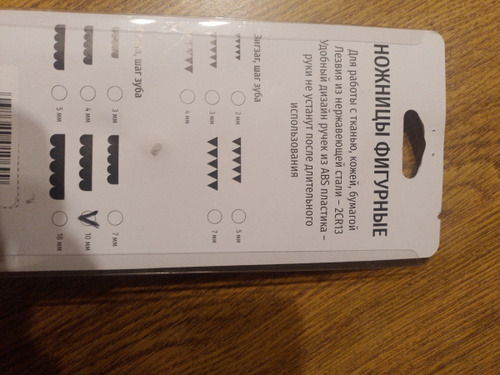 НОЖНИЦЫ ФИГУРНЫЕ
Для работы с тканью, кожей, бумагой
Лезвия из нержавеющей стали – 2CR13
Удобный дизайн ручек из ABS пластика –
руки не устанут после длительного
использования
Зигзаг, шаг зуба
2 мм
5 мм
3 мм
7 мм
4 мм
шаг зуба
3 мм
7 мм
4 мм
10 мм
5 мм
18 мм